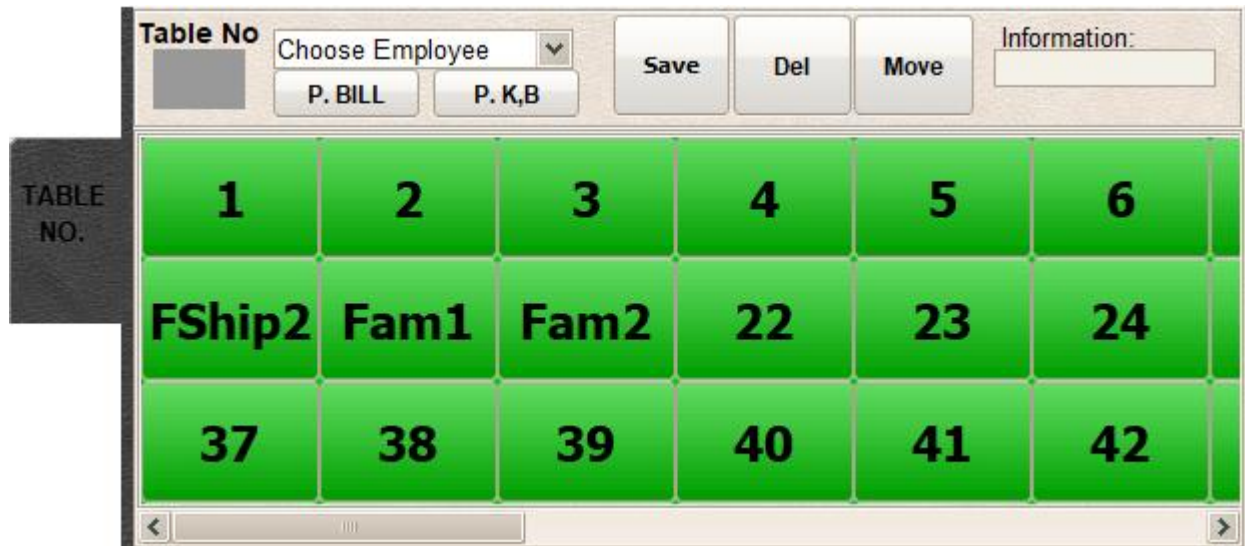 Table No
Choose Employee
Save
Del
Move
Information:
P. BILL
P. K,B
TABLE
NO.
1
2
3
4
5
6
FShip2
Fam1
Fam2
22
23
24
37
38
39
40
41
42